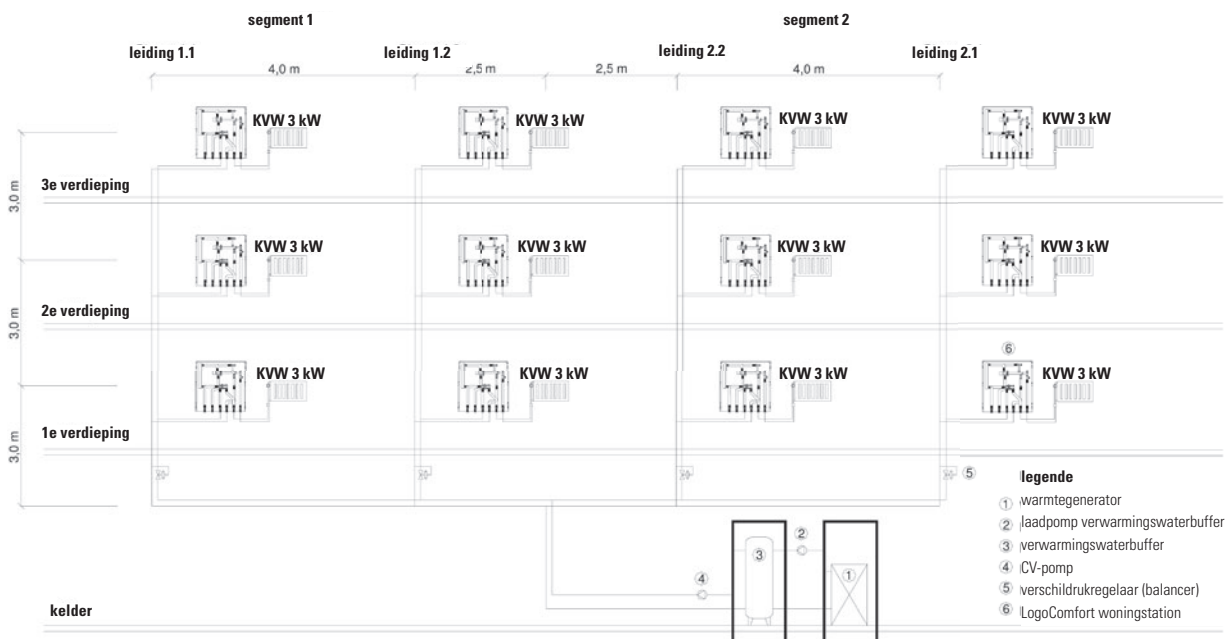 segment 1
segment 2
leiding 1.1
leiding 1.2
leiding 2.2
leiding 2.1
4,0 m
2,5 m
2,5 m
4,0 m
KVW 3 kW
KVW 3 kW
KVW 3 kW
KVW 3 kW
3,0 m
3e verdieping
KVW 3 kW
KVW 3 kW
KVW 3 kW
KVW 3 kW
3,0 m
2e verdieping
6
KVW 3 kW
KVW 3 kW
KVW 3 kW
KVW 3 kW
3,0 m
1e verdieping
5
legende
1 warmtegenerator
2 laadpomp verwarmingswaterbuffer
3 verwarmingswaterbuffer
4 CV-pomp
5 verschildrukregelaar (balancer)
6 LogoComfort woningstation
2
3
1
4
kelder